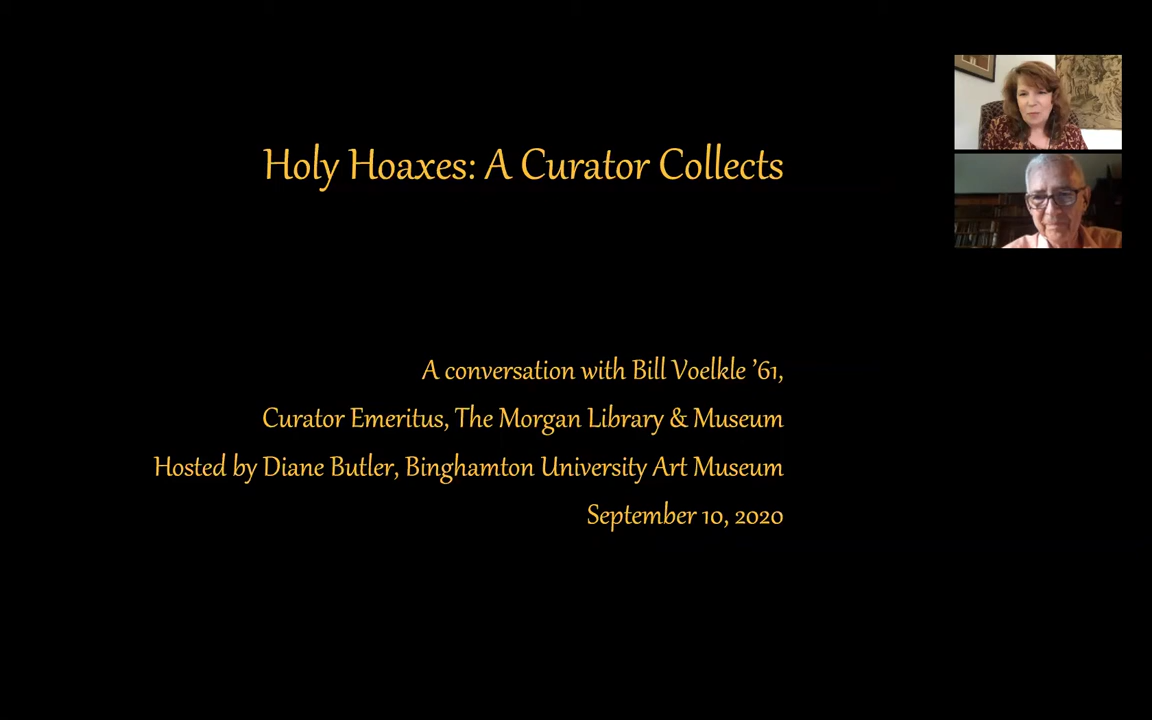 Holy Hoaxes: A Curator Collects
A conversation with Bill Voelkle ’61,
Curator Emeritus, The Morgan Library & Museum
Hosted by Diane Butler, Binghamton University Art Museum
September 10, 2020